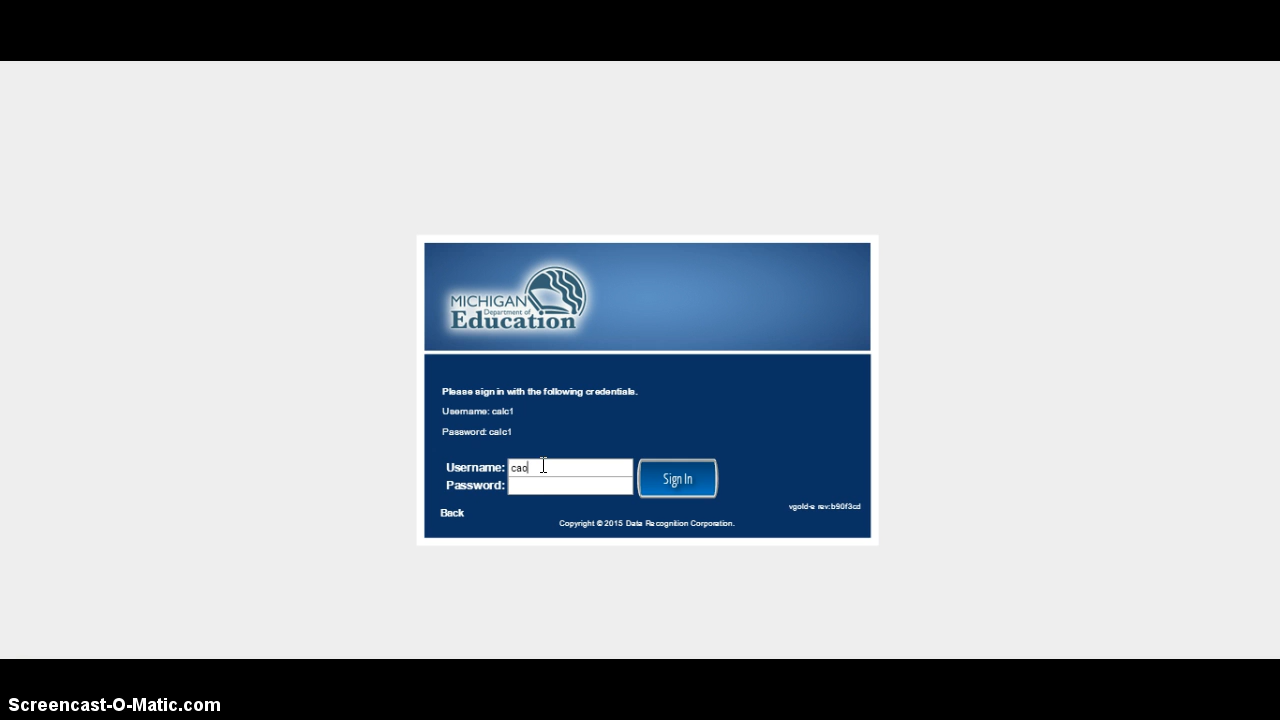 MICHIGAN
Department of
Education
Please sign in with the following credentials.
Username: calc1
Password: calc1
Username: cao
Password:
Sign In
Back
vgold-e rev:b90f3cd
Copyright © 2015 Data Recognition Corporation.
Screencast-O-Matic.com